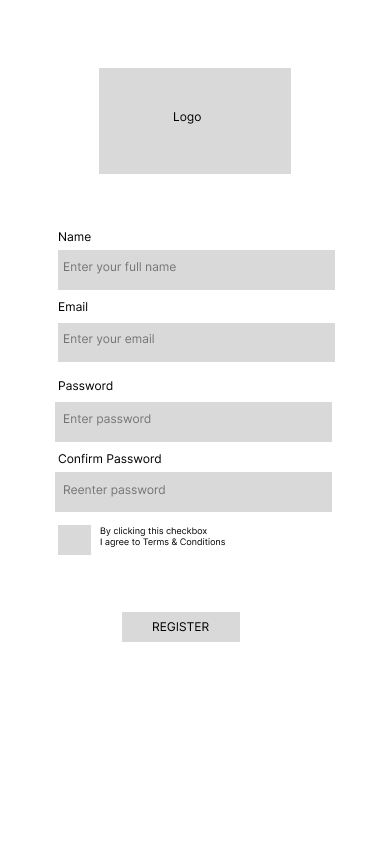 Logo
Name
Enter your full name
Email
Enter your email
Password
Enter password
Confirm Password
Reenter password
By clicking this checkbox
I agree to Terms & Conditions
REGISTER